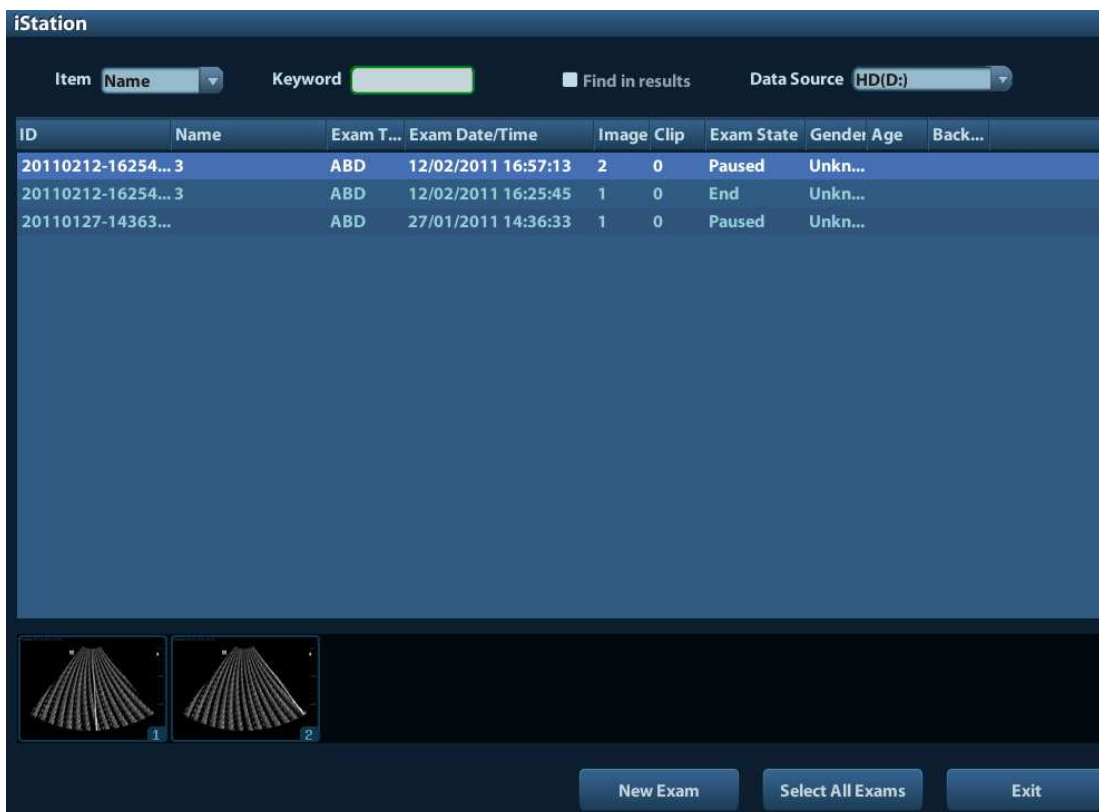 iStation
Item Name Keyword Find in results Data Source HD(D:)
ID Name Exam T... Exam Date/Time Image Clip Exam State Gender Age Back...
20110212-16254... 3 ABD 12/02/2011 16:57:13 2 0 Paused Unkn...
20110212-16254... 3 ABD 12/02/2011 16:25:45 1 0 End Unkn...
20110127-14363... ABD 27/01/2011 14:36:33 1 0 Paused Unkn...
1 2
New Exam Select All Exams Exit